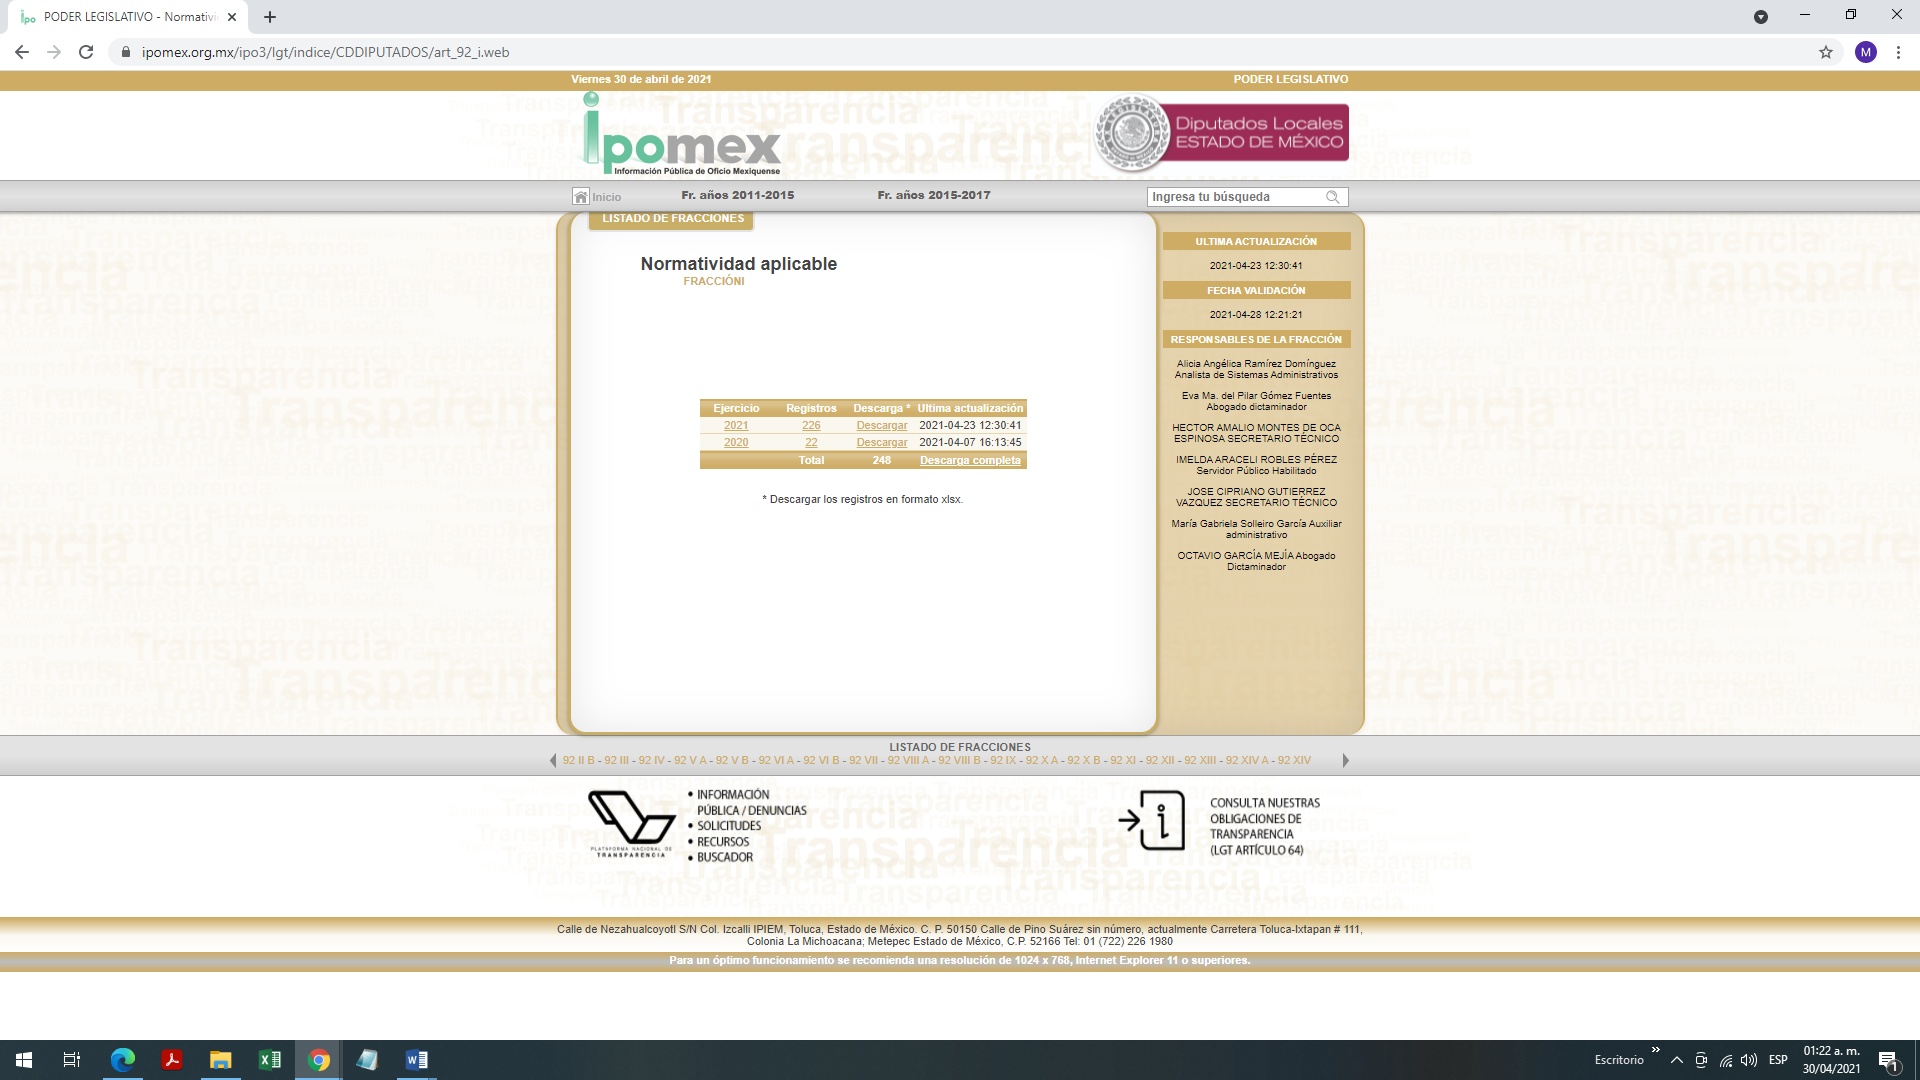 PODER LEGISLATIVO - Normativi
ipomex.org.mx/ipo3/lgt/indice/CDDIPUTADOS/art_92_i.web
M
Viernes 30 de abril de 2021
PODER LEGISLATIVO
ipomex
Información Pública de Oficio Mexiquense
Diputados Locales
ESTADO DE MÉXICO
Inicio
Fr. años 2011-2015
Fr. años 2015-2017
Ingresa tu búsqueda
LISTADO DE FRACCIONES
Normatividad aplicable
FRACCIÓNI
Ejercicio Registros Descarga * Ultima actualización
2021 226 Descargar 2021-04-23 12:30:41
2020 22 Descargar 2021-04-07 16:13:45
Total 248 Descarga completa
* Descargar los registros en formato xlsx.
ULTIMA ACTUALIZACIÓN
2021-04-23 12:30:41
FECHA VALIDACIÓN
2021-04-28 12:21:21
RESPONSABLES DE LA FRACCIÓN
Alicia Angélica Ramírez Domínguez
Analista de Sistemas Administrativos
Eva Ma. del Pilar Gómez Fuentes
Abogado dictaminador
HECTOR AMALIO MONTES DE OCA
ESPINOSA SECRETARIO TÉCNICO
IMELDA ARACELI ROBLES PÉREZ
Servidor Público Habilitado
JOSE CIPRIANO GUTIERREZ
VAZQUEZ SECRETARIO TÉCNICO
María Gabriela Solleiro García Auxiliar
administrativo
OCTAVIO GARCÍA MEJÍA Abogado
Dictaminador
LISTADO DE FRACCIONES
92 II B - 92 III - 92 IV - 92 V A - 92 V B - 92 VI A - 92 VI B - 92 VII - 92 VIII A - 92 VIII B - 92 IX - 92 X A - 92 X B - 92 XI - 92 XII - 92 XIII - 92 XIV A - 92 XIV
PLATAFORMA NACIONAL DE
TRANSPARENCIA
• INFORMACIÓN
PÚBLICA / DENUNCIAS
• SOLICITUDES
• RECURSOS
• BUSCADOR
CONSULTA NUESTRAS
OBLIGACIONES DE
TRANSPARENCIA
(LGT ARTÍCULO 64)
Calle de Nezahualcoyotl S/N Col. Izcalli IPIEM, Toluca, Estado de México. C. P. 50150 Calle de Pino Suárez sin número, actualmente Carretera Toluca-Ixtapan # 111,
Colonia La Michoacana; Metepec Estado de México, C.P. 52166 Tel: 01 (722) 226 1980
Para un óptimo funcionamiento se recomienda una resolución de 1024 x 768, Internet Explorer 11 o superiores.
Escritorio
ESP
01:22 a. m.
30/04/2021
1